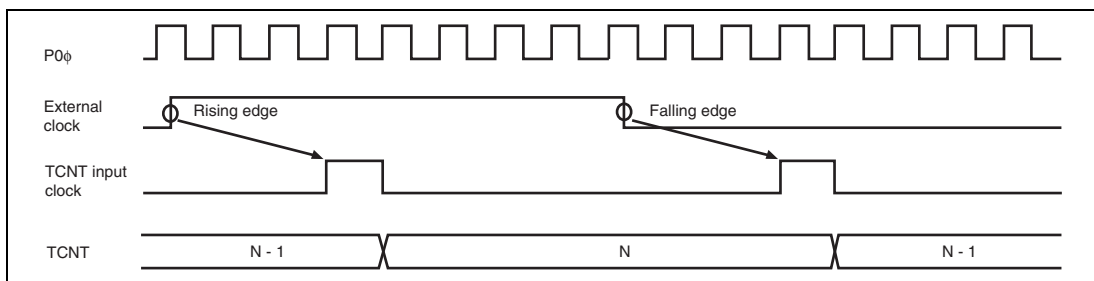 P0ϕ
External
clock
Rising edge
Falling edge
TCNT input
clock
TCNT
N - 1
N
N - 1